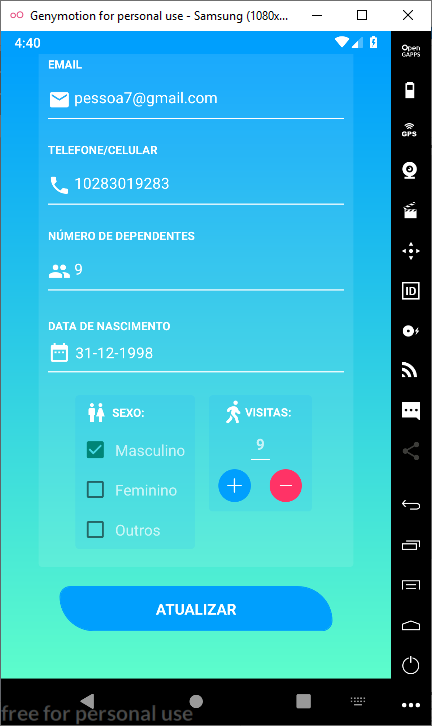 Genymotion for personal use - Samsung (1080x...
4:40
Open
GAPPS
EMAIL
pessoa7@gmail.com
GPS
TELEFONE/CELULAR
10283019283
NÚMERO DE DEPENDENTES
9
ID
DATA DE NASCIMENTO
31-12-1998
SEXO:
VISITAS:
Masculino
9
Feminino
Outros
ATUALIZAR
free for personal use